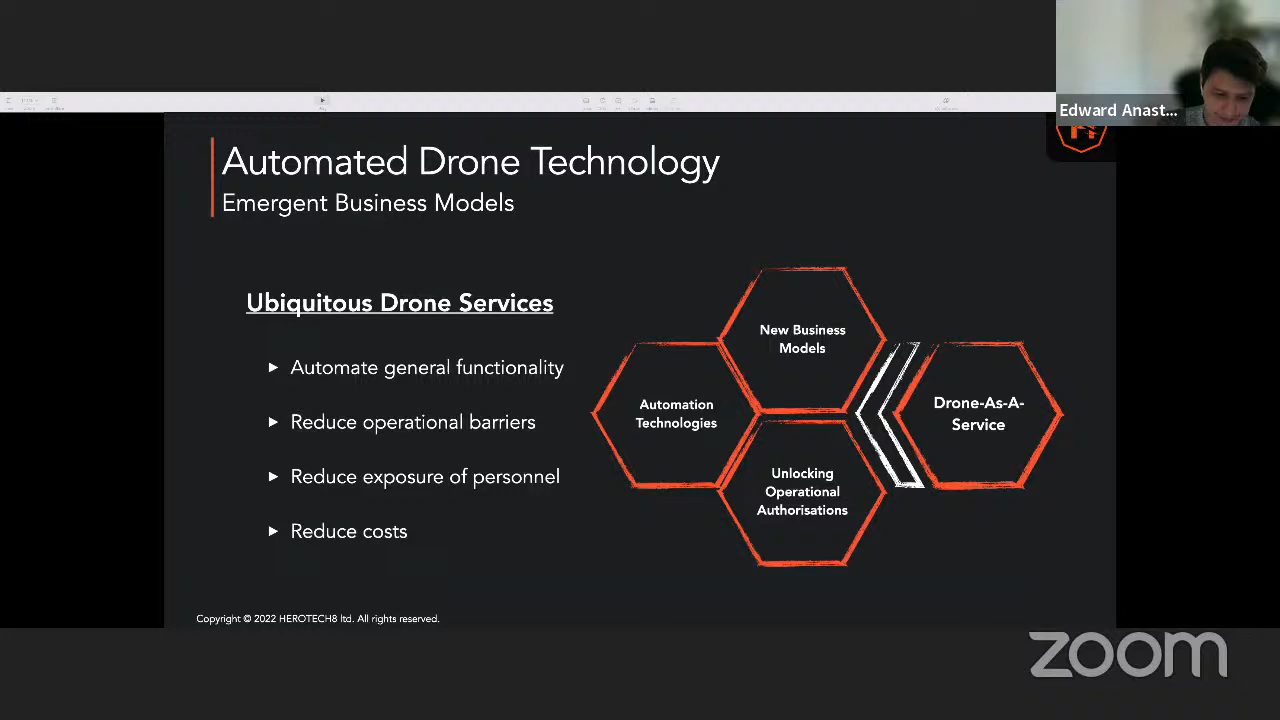 Edward Anast...
Automated Drone Technology
Emergent Business Models
Ubiquitous Drone Services
Automate general functionality
Reduce operational barriers
Reduce exposure of personnel
Reduce costs
New Business
Models
Automation
Technologies
Unlocking
Operational
Authorisations
Drone-As-A-
Service
Copyright © 2022 HEROTECH8 ltd. All rights reserved.
zoom